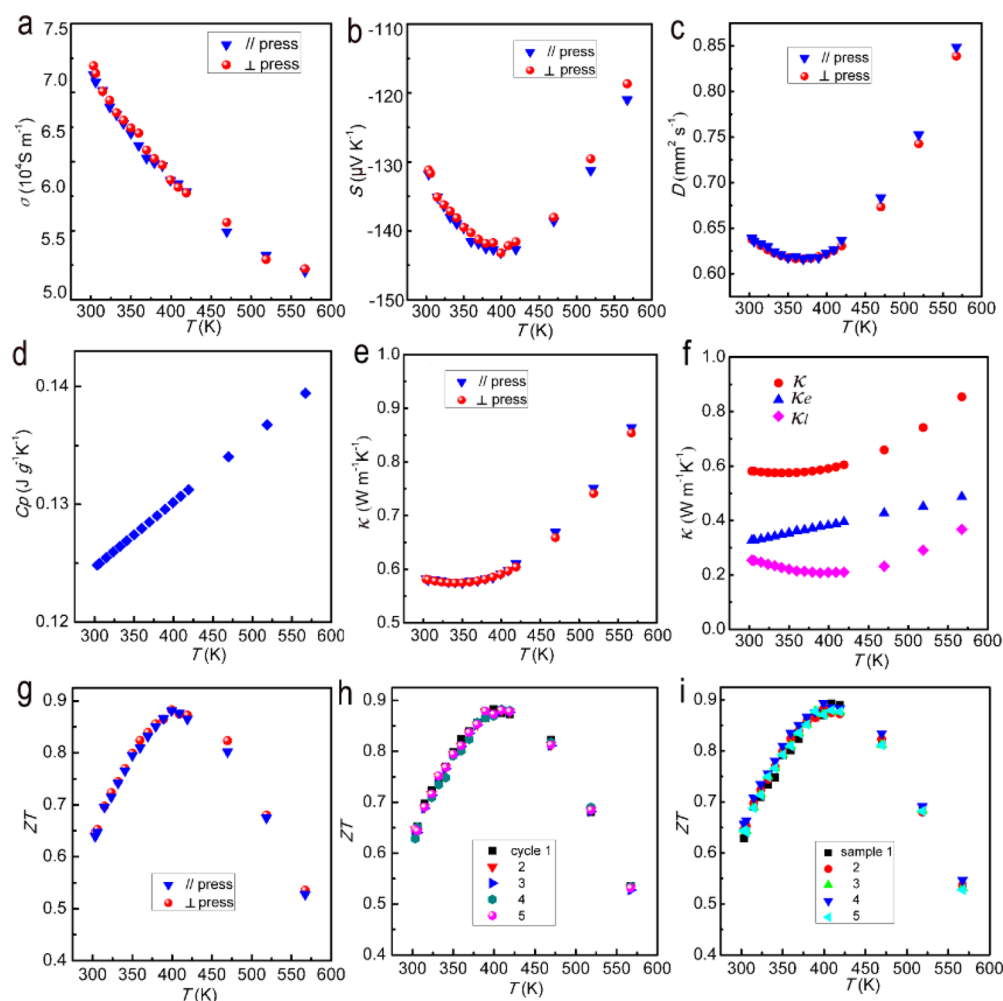 a
7.5
7.0
6.5
6.0
5.5
5.0
σ (10⁴S m⁻¹)
// press
⊥ press
300 350 400 450 500 550 600
T (K)
b
-110
-120
-130
-140
-150
S (μV K⁻¹)
// press
⊥ press
300 350 400 450 500 550 600
T (K)
c
0.85
0.80
0.75
0.70
0.65
0.60
D (mm² s⁻¹)
// press
⊥ press
300 350 400 450 500 550 600
T (K)
d
0.14
0.13
0.12
Cp (J g⁻¹K⁻¹)
300 350 400 450 500 550 600
T (K)
e
1.0
0.9
0.8
0.7
0.6
0.5
κ (W m⁻¹K⁻¹)
// press
⊥ press
300 350 400 450 500 550 600
T (K)
f
1.0
0.8
0.6
0.4
0.2
0.0
κ (W m⁻¹K⁻¹)
κ
κe
κl
300 350 400 450 500 550 600
T (K)
g
0.9
0.8
0.7
0.6
0.5
0.4
ZT
// press
⊥ press
300 350 400 450 500 550 600
T (K)
h
0.9
0.8
0.7
0.6
0.5
0.4
ZT
cycle 1
2
3
4
5
300 350 400 450 500 550 600
T (K)
i
0.9
0.8
0.7
0.6
0.5
0.4
ZT
sample 1
2
3
4
5
300 350 400 450 500 550 600
T (K)